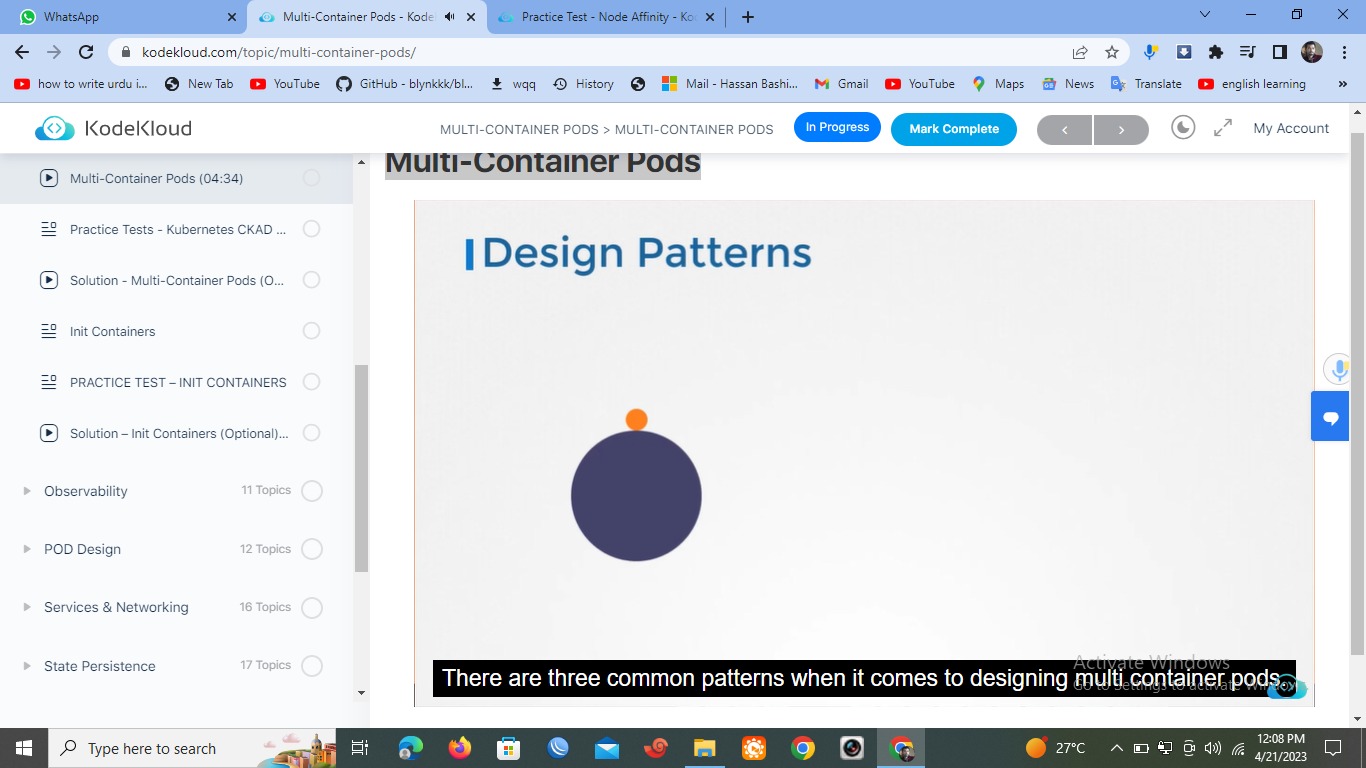 WhatsApp
Multi-Container Pods - Kodel
Practice Test - Node Affinity - Ko
kodekloud.com/topic/multi-container-pods/
how to write urdu i...
New Tab
YouTube
GitHub - blynkkk/bl...
wqq
History
Mail - Hassan Bashi...
Gmail
YouTube
Maps
News
Translate
english learning
KodeKloud
MULTI-CONTAINER PODS > MULTI-CONTAINER PODS
In Progress
Mark Complete
My Account
Multi-Container Pods (04:34)
Practice Tests - Kubernetes CKAD ...
Solution - Multi-Container Pods (O...
Init Containers
PRACTICE TEST – INIT CONTAINERS
Solution – Init Containers (Optional)...
Observability 11 Topics
POD Design 12 Topics
Services & Networking 16 Topics
State Persistence 17 Topics
Multi-Container Pods
Design Patterns
There are three common patterns when it comes to designing multi container pods.
Activate Windows
Go to Settings to activate Windows.
Type here to search
27°C
12:08 PM
4/21/2023